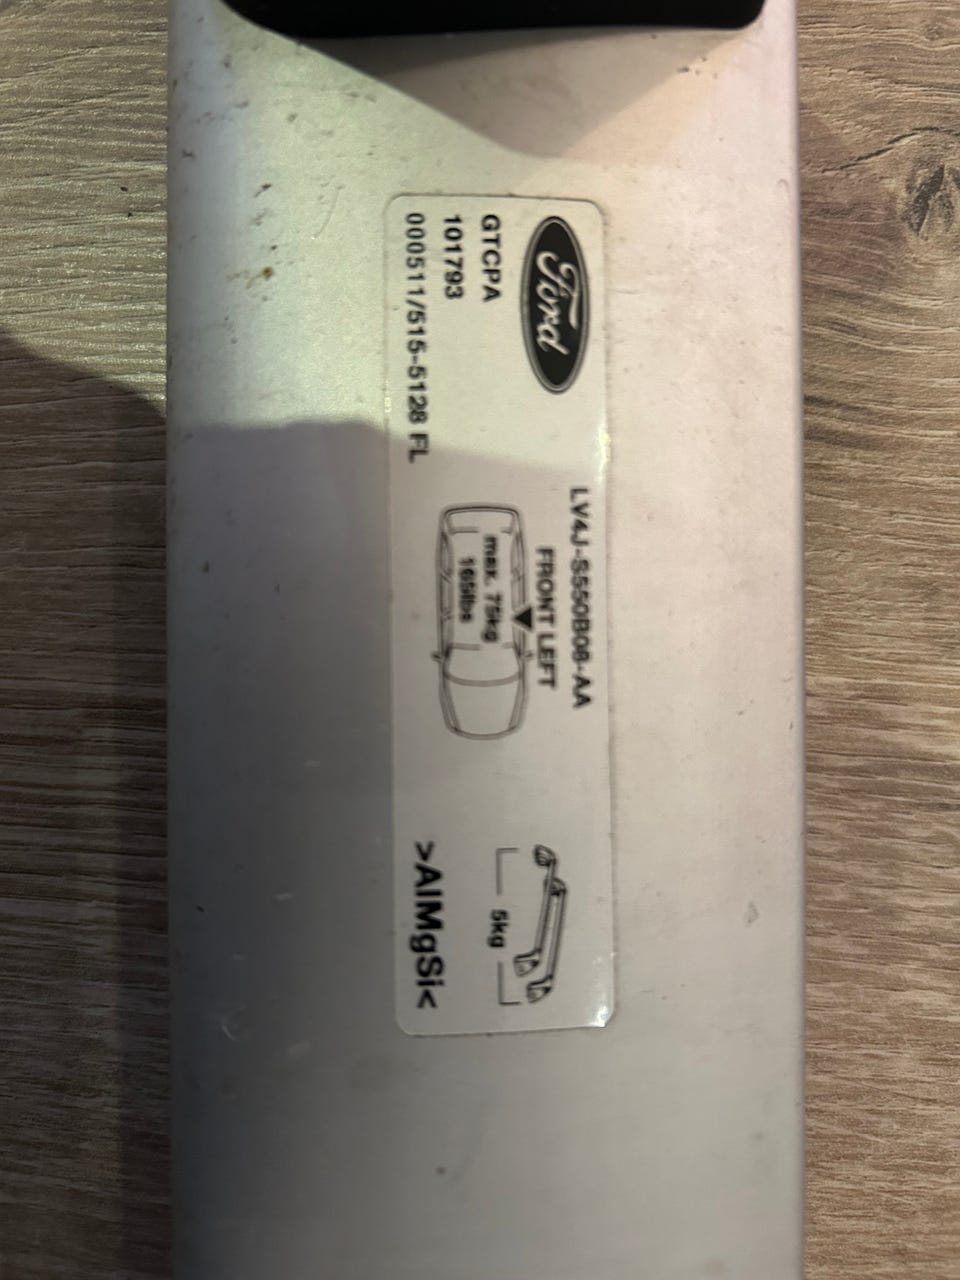 Ford
GTCPA
101793
000511/515-5128 FL
LV4J-S550B08-AA
FRONT LEFT
max. 75kg
165lbs
5kg
>AlMgSi<